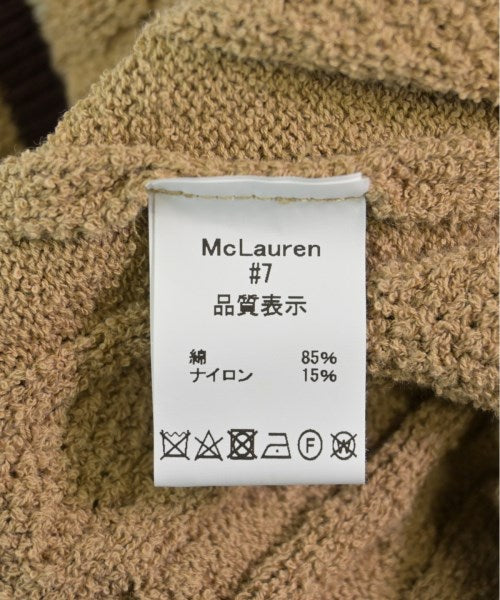 McLauren
#7
品質表示
綿 85%
ナイロン 15%
F W